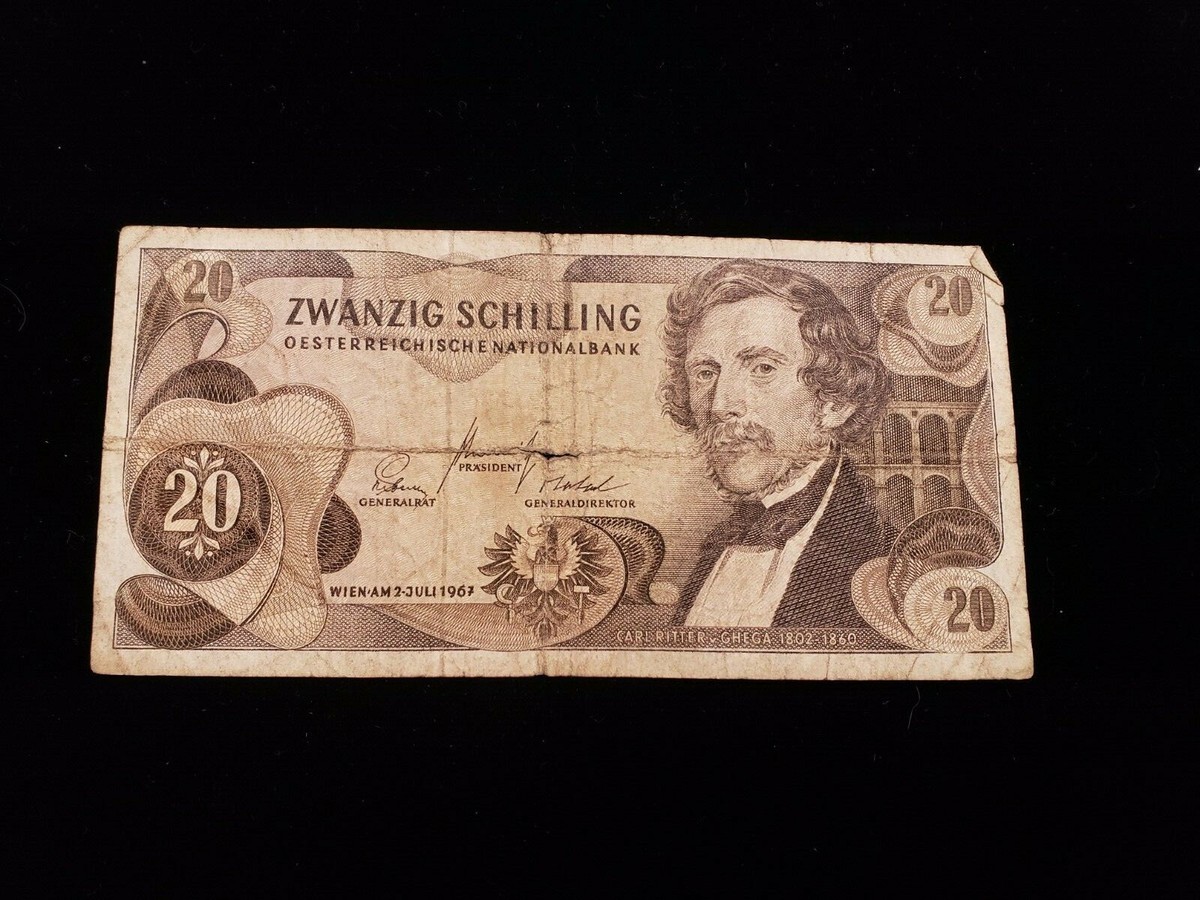 20
20
ZWANZIG SCHILLING
OESTERREICHISCHE NATIONALBANK
PRÄSIDENT
GENERALRAT
GENERALDIREKTOR
20
WIEN·AM 2·JULI 1967
20
CARL RITTER v. GHEGA 1802-1860